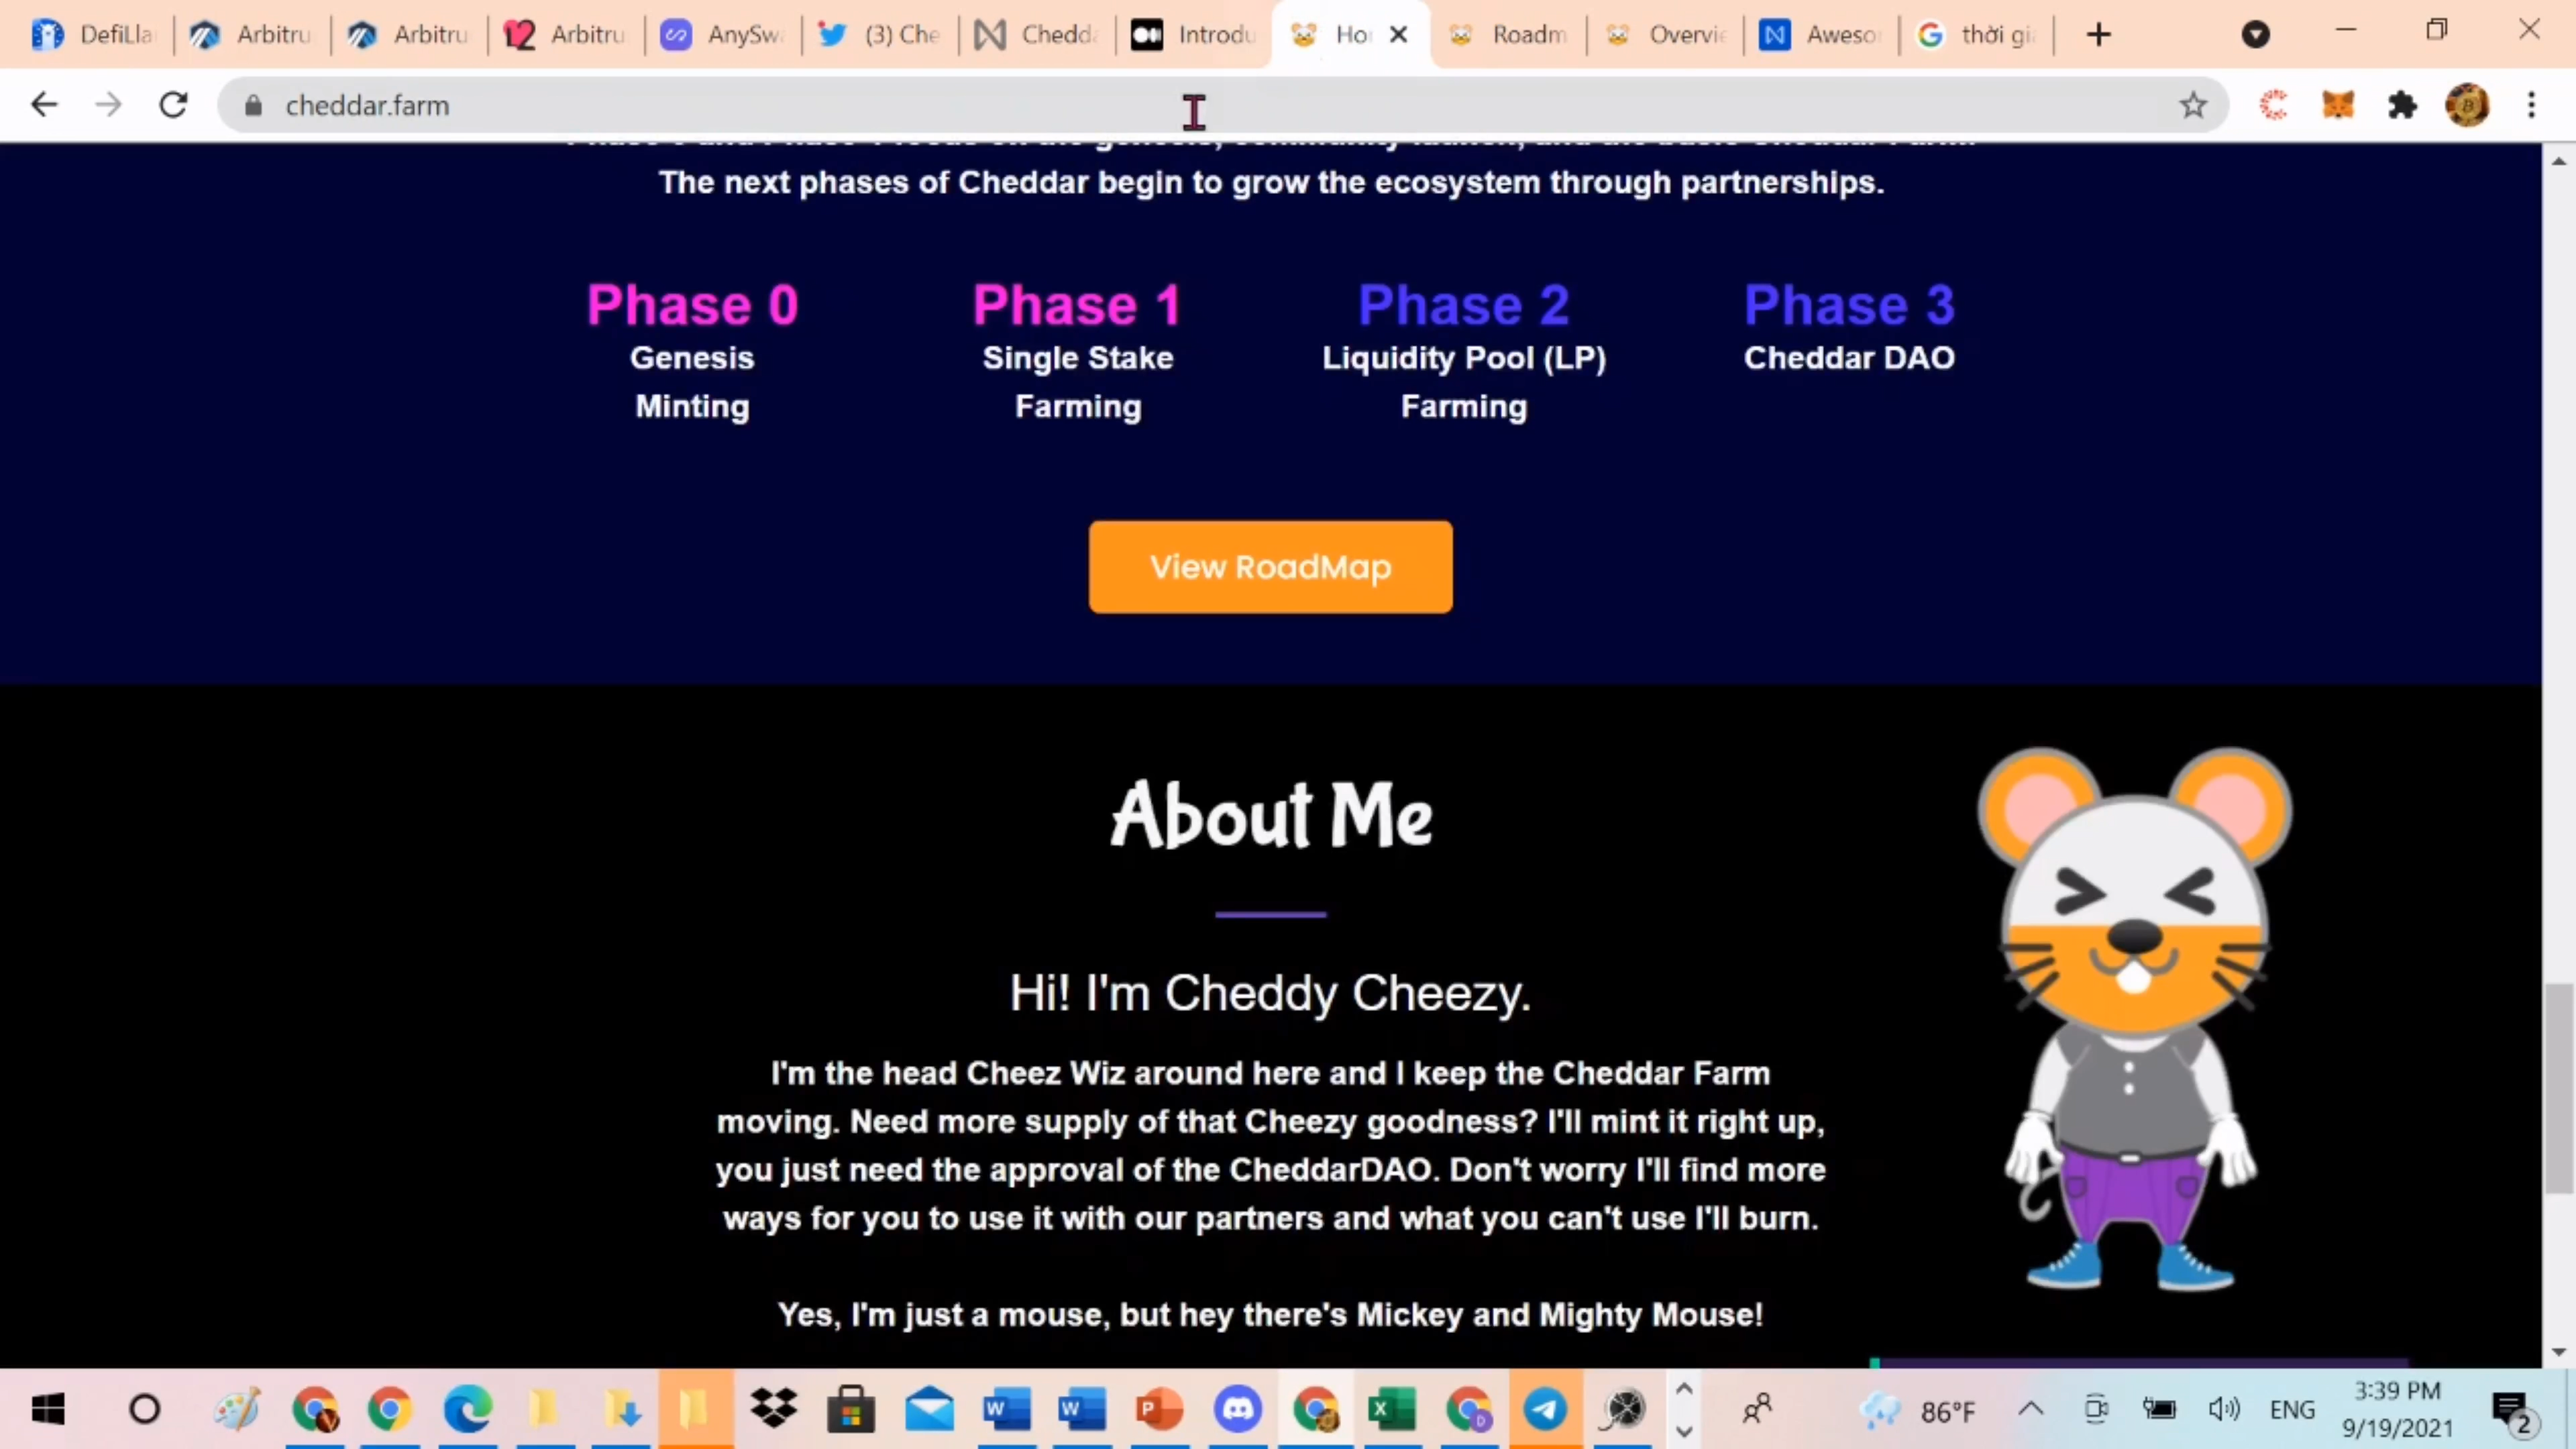 DefiLla
Arbitru
Arbitru
Arbitru
AnySwa
(3) Che
Chedda
Introdu
Ho
Roadm
Overvie
Aweso
thời gia
cheddar.farm
The next phases of Cheddar begin to grow the ecosystem through partnerships.
Phase 0
Genesis
Minting
Phase 1
Single Stake
Farming
Phase 2
Liquidity Pool (LP)
Farming
Phase 3
Cheddar DAO
View RoadMap
About Me
Hi! I'm Cheddy Cheezy.
I'm the head Cheez Wiz around here and I keep the Cheddar Farm
moving. Need more supply of that Cheezy goodness? I'll mint it right up,
you just need the approval of the CheddarDAO. Don't worry I'll find more
ways for you to use it with our partners and what you can't use I'll burn.
Yes, I'm just a mouse, but hey there's Mickey and Mighty Mouse!
86°F
ENG
3:39 PM
9/19/2021
2